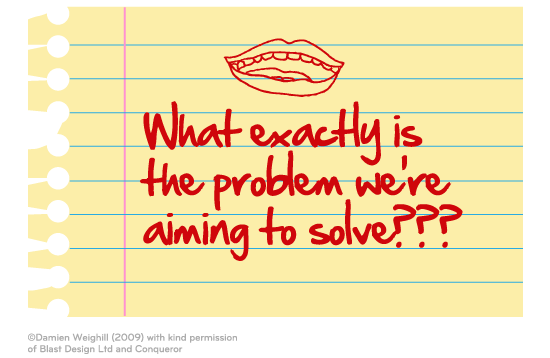 What exactly is
the problem we're
aiming to solve???
©Damien Weighill (2009) with kind permission
of Blast Design Ltd and Conqueror